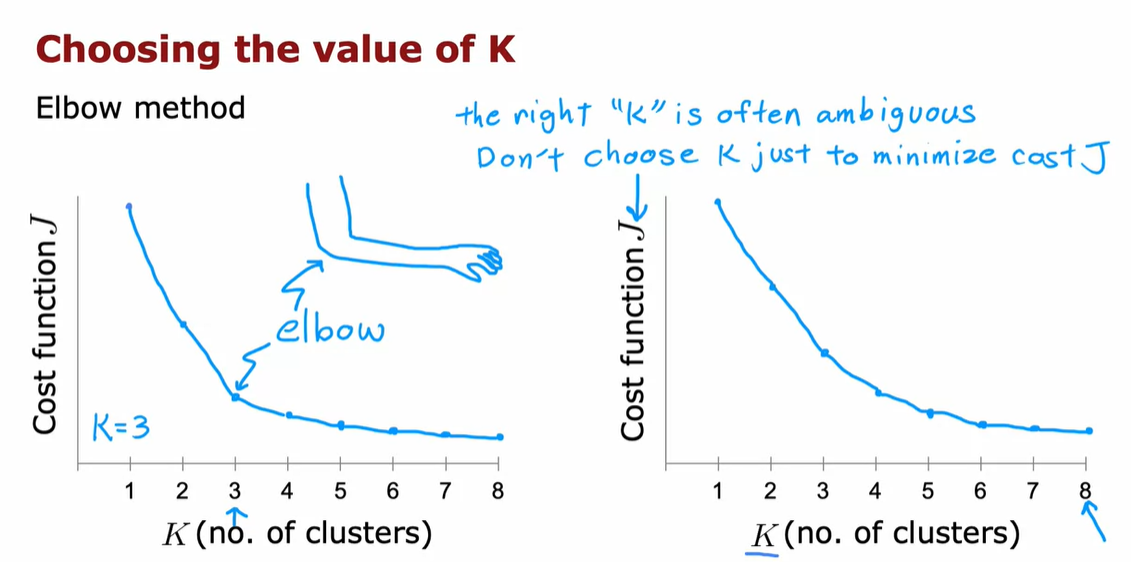 Choosing the value of K
Elbow method
the right "K" is often ambiguous
Don't choose K just to minimize cost J
Cost function J
elbow
K=3
1 2 3 4 5 6 7 8
K (no. of clusters)
Cost function J
1 2 3 4 5 6 7 8
K (no. of clusters)